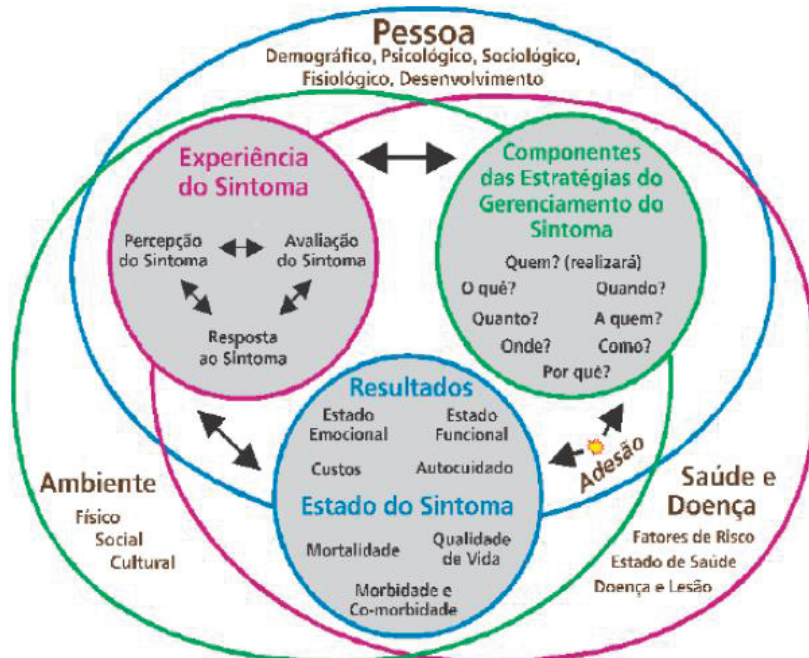 Pessoa
Demográfico, Psicológico, Sociológico,
Fisiológico, Desenvolvimento
Experiência
do Sintoma
Percepção
do Sintoma
Avaliação
do Sintoma
Resposta
ao Sintoma
Componentes
das Estratégias do
Gerenciamento do
Sintoma
Quem? (realizará)
O quê?
Quando?
Quanto?
A quem?
Onde?
Como?
Por quê?
Resultados
Estado
Emocional
Estado
Funcional
Custos
Autocuidado
Estado do Sintoma
Mortalidade
Qualidade
de Vida
Morbidade e
Co-morbidade
Adesão
Ambiente
Físico
Social
Cultural
Saúde e
Doença
Fatores de Risco
Estado de Saúde
Doença e Lesão